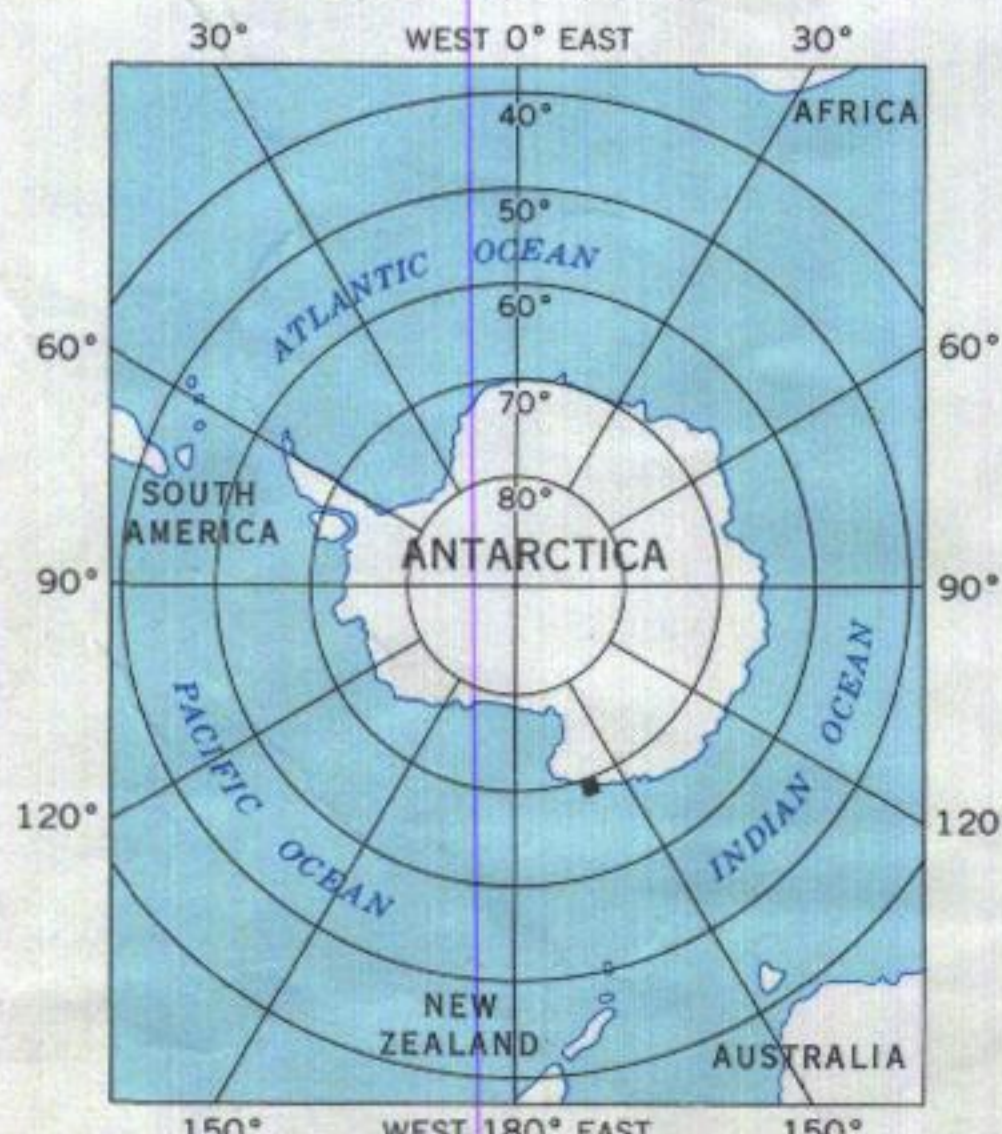 30° WEST 0° EAST 30°
AFRICA
40°
50°
ATLANTIC OCEAN
60°
60° 60°
70°
80°
SOUTH
AMERICA
ANTARCTICA
90° 90°
PACIFIC OCEAN
INDIAN OCEAN
120° 120
NEW
ZEALAND
AUSTRALIA
150° WEST 180° EAST 150°